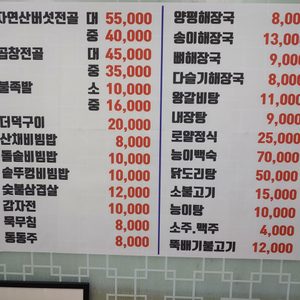 자연산버섯전골 대 55,000
중 40,000
곱창전골 대 45,000
중 35,000
불족발 소 10,000
중 16,000
더덕구이 20,000
산채비빔밥 8,000
돌솥비빔밥 10,000
솥뚜컵비빔밥 10,000
숯불삼겹살 12,000
감자전 10,000
묵무침 8,000
동동주 8,000
양평해장국 8,000
송이해장국 13,000
뼈해장국 9,000
다슬기해장국 8,000
왕갈비탕 11,000
내장탕 9,000
로얄정식 25,000
능이백숙 70,000
닭도리탕 50,000
소불고기 15,000
능이탕 10,000
소주,맥주 4,000
뚝배기불고기 12,000